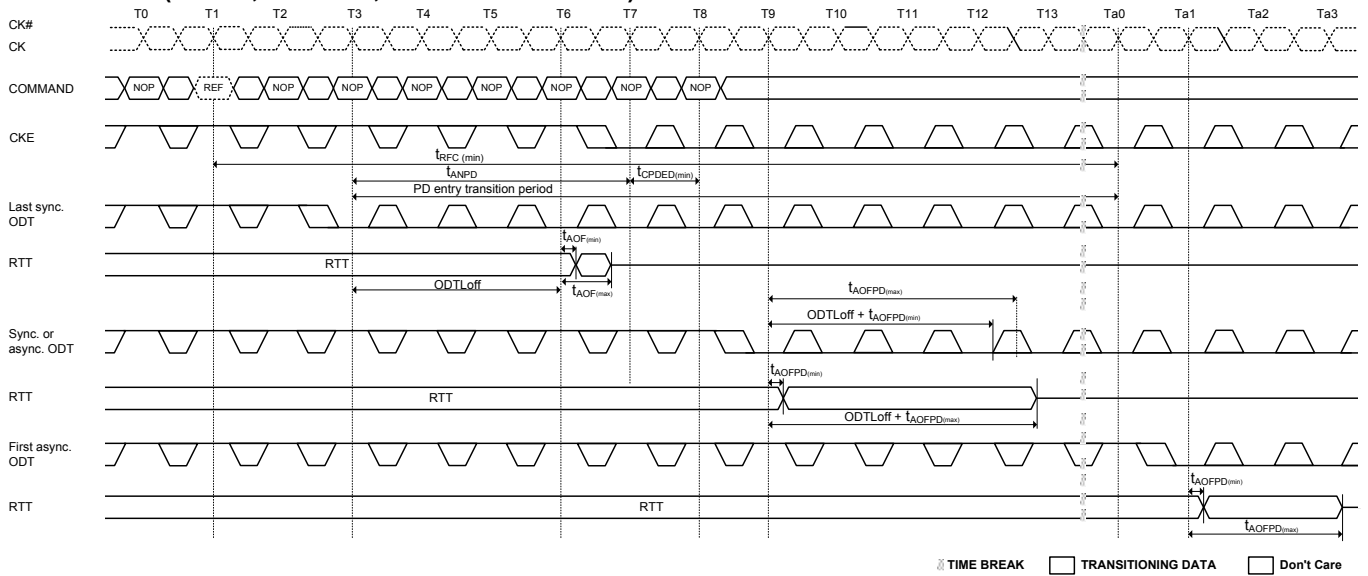 T0 T1 T2 T3 T4 T5 T6 T7 T8 T9 T10 T11 T12 T13 Ta0 Ta1 Ta2 Ta3
CK#
CK
COMMAND NOP REF NOP NOP NOP NOP NOP NOP NOP
CKE
tRFC (min)
tANPD tCPDED(min)
PD entry transition period
Last sync.
ODT
tAOF(min)
RTT RTT
ODTLoff tAOF(max)
tAOFPD(max)
ODTLoff + tAOFPD(min)
Sync. or
async. ODT
tAOFPD(min)
RTT RTT
ODTLoff + tAOFPD(max)
First async.
ODT
tAOFPD(min)
RTT RTT
tAOFPD(max)
TIME BREAK TRANSITIONING DATA Don't Care